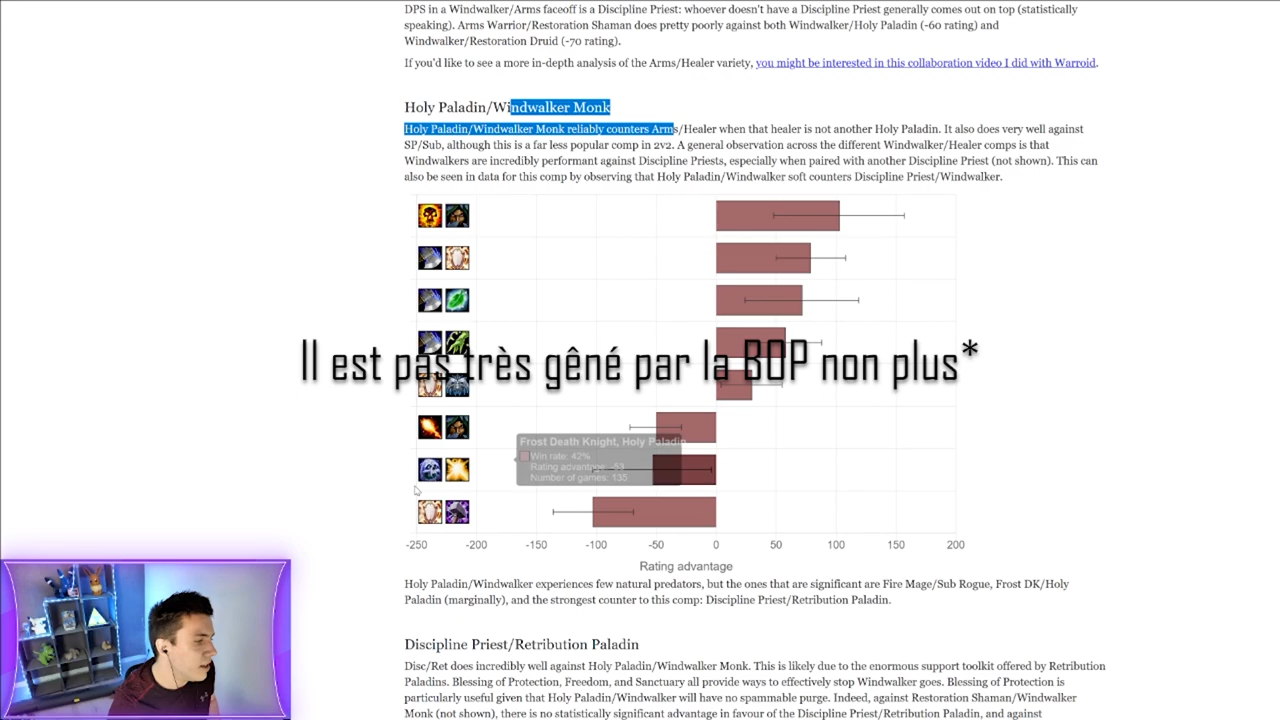 DPS in a Windwalker/Arms faceoff is a Discipline Priest: whoever doesn't have a Discipline Priest generally comes out on top (statistically
speaking). Arms Warrior/Restoration Shaman does pretty poorly against both Windwalker/Holy Paladin (-60 rating) and
Windwalker/Restoration Druid (-70 rating).
If you'd like to see a more in-depth analysis of the Arms/Healer variety, you might be interested in this collaboration video I did with Warroid.
Holy Paladin/Windwalker Monk
Holy Paladin/Windwalker Monk reliably counters Arms/Healer when that healer is not another Holy Paladin. It also does very well against
SP/Sub, although this is a far less popular comp in 2v2. A general observation across the different Windwalker/Healer comps is that
Windwalkers are incredibly performant against Discipline Priests, especially when paired with another Discipline Priest (not shown). This can
also be seen in data for this comp by observing that Holy Paladin/Windwalker soft counters Discipline Priest/Windwalker.
Il est pas très gêné par la BOP non plus*
Frost Death Knight, Holy Paladin
Win rate: 42%
Rating advantage: -53
Number of games: 135
-250 -200 -150 -100 -50 0 50 100 150 200
Rating advantage
Holy Paladin/Windwalker experiences few natural predators, but the ones that are significant are Fire Mage/Sub Rogue, Frost DK/Holy
Paladin (marginally), and the strongest counter to this comp: Discipline Priest/Retribution Paladin.
Discipline Priest/Retribution Paladin
Disc/Ret does incredibly well against Holy Paladin/Windwalker Monk. This is likely due to the enormous support toolkit offered by Retribution
Paladins. Blessing of Protection, Freedom, and Sanctuary all provide ways to effectively stop Windwalker goes. Blessing of Protection is
particularly useful given that Holy Paladin/Windwalker will have no spammable purge. Indeed, against Restoration Shaman/Windwalker
Monk (not shown), there is no statistically significant advantage in favour of the Discipline Priest/Retribution Paladin, and against